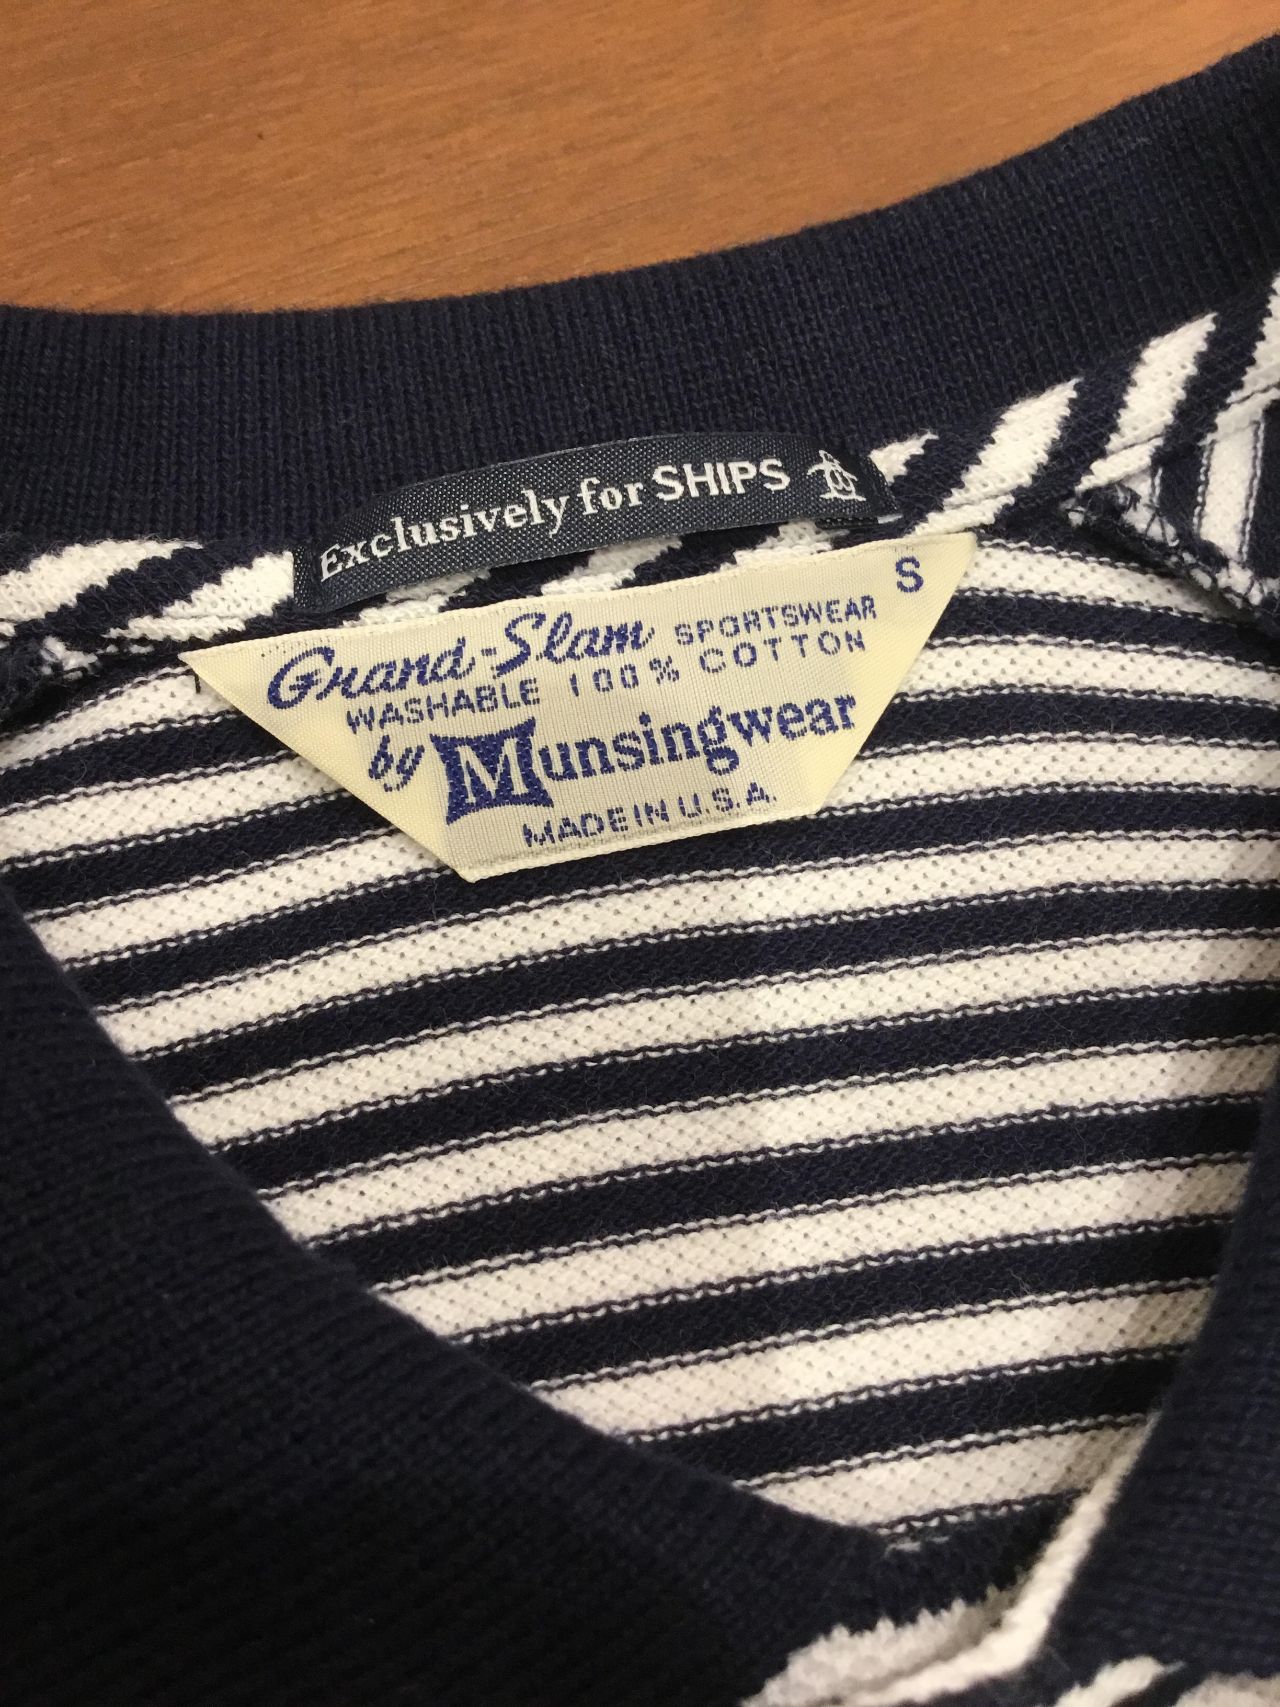 Exclusively for SHIPS
S
Grand-Slam SPORTSWEAR
WASHABLE 100% COTTON
by Munsingwear
MADE IN U.S.A.